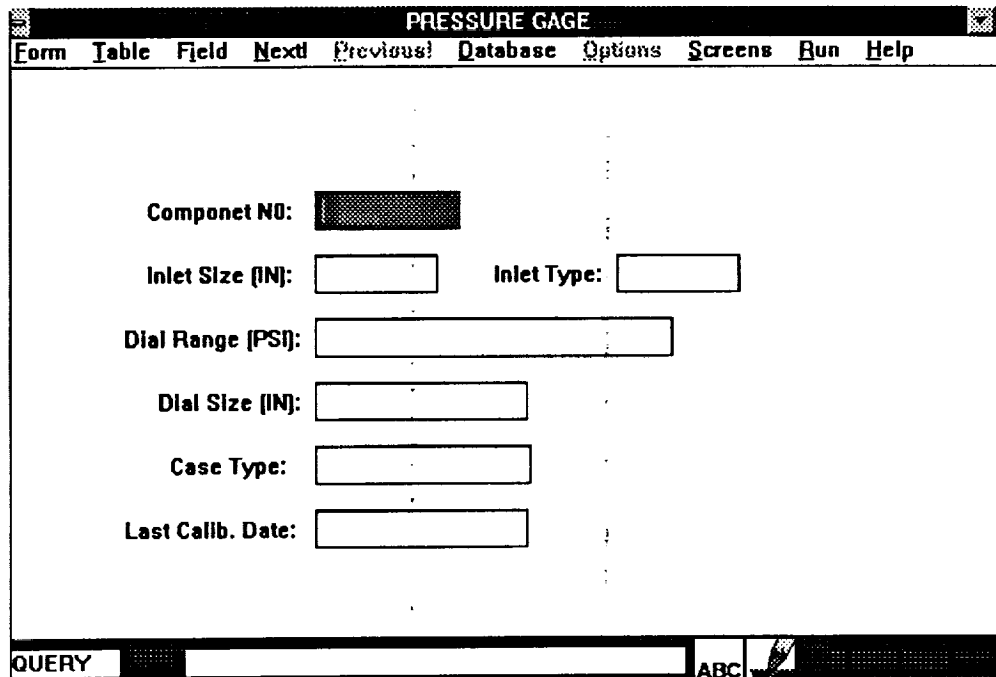 PRESSURE GAGE
Form Table Field Next! Previous! Database Options Screens Run Help
Componet NO:
Inlet Size (IN): Inlet Type:
Dial Range (PSI):
Dial Size (IN):
Case Type:
Last Calib. Date:
QUERY ABC